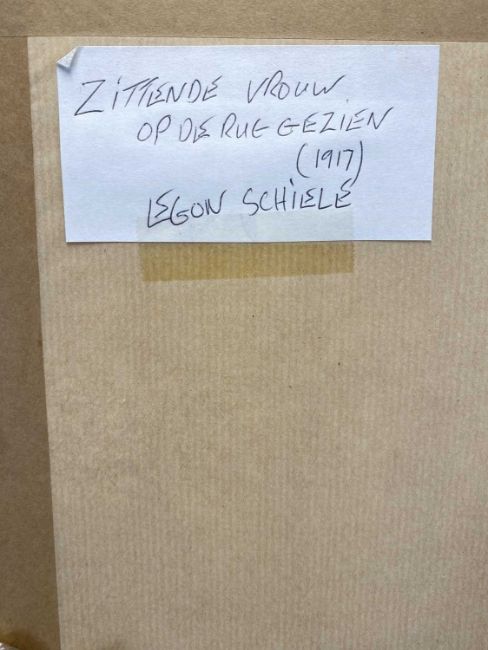 ZITTENDE VROUW
OP DE RUG GEZIEN
(1917)
EGON SCHIELE